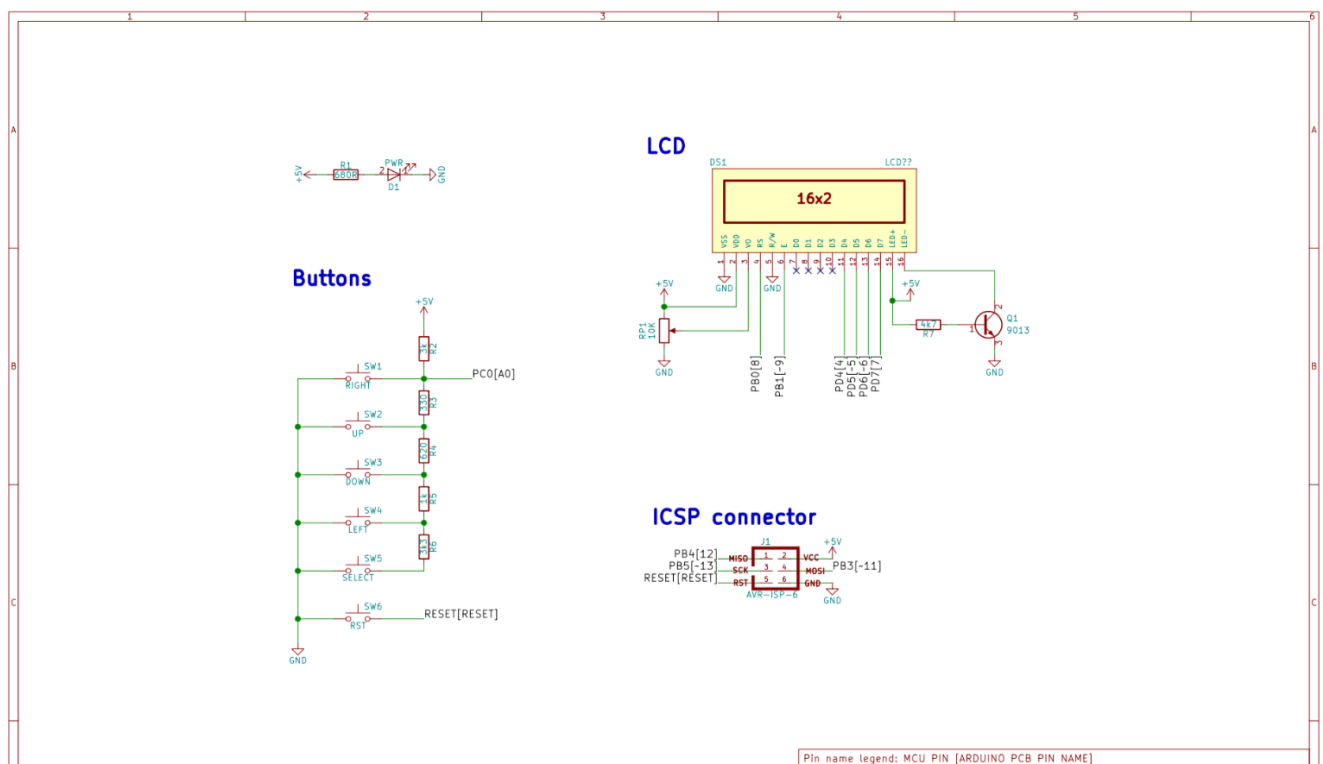 1 2 3 4 5 6
A A
B B
C C
+5V R1 680R PWR 2 1 D1 GND
Buttons
+5V
3k R2
SW1 RIGHT PC0[A0]
330 R3
SW2 UP
620 R4
SW3 DOWN
1k R5
SW4 LEFT
3k3 R6
SW5 SELECT
SW6 RST RESET[RESET]
GND
LCD
DS1 LCD??
16x2
VSS VDD VO RS R/W E D0 D1 D2 D3 D4 D5 D6 D7 LED+ LED-
1 2 3 4 5 6 7 8 9 10 11 12 13 14 15 16
+5V GND GND +5V
RP1 10K
GND
PB0[8] PB1[~9] PD4[4] PD5[~5] PD6[~6] PD7[7]
4k7 R7
1 2 3 Q1
9013
GND
ICSP connector
J1 +5V
PB4[12] MISO 1 2 VCC
PB5[~13] SCK 3 4 MOSI PB3[~11]
RESET[RESET] RST 5 6 GND
AVR-ISP-6 GND
Pin name legend: MCU PIN [ARDUINO PCB PIN NAME]